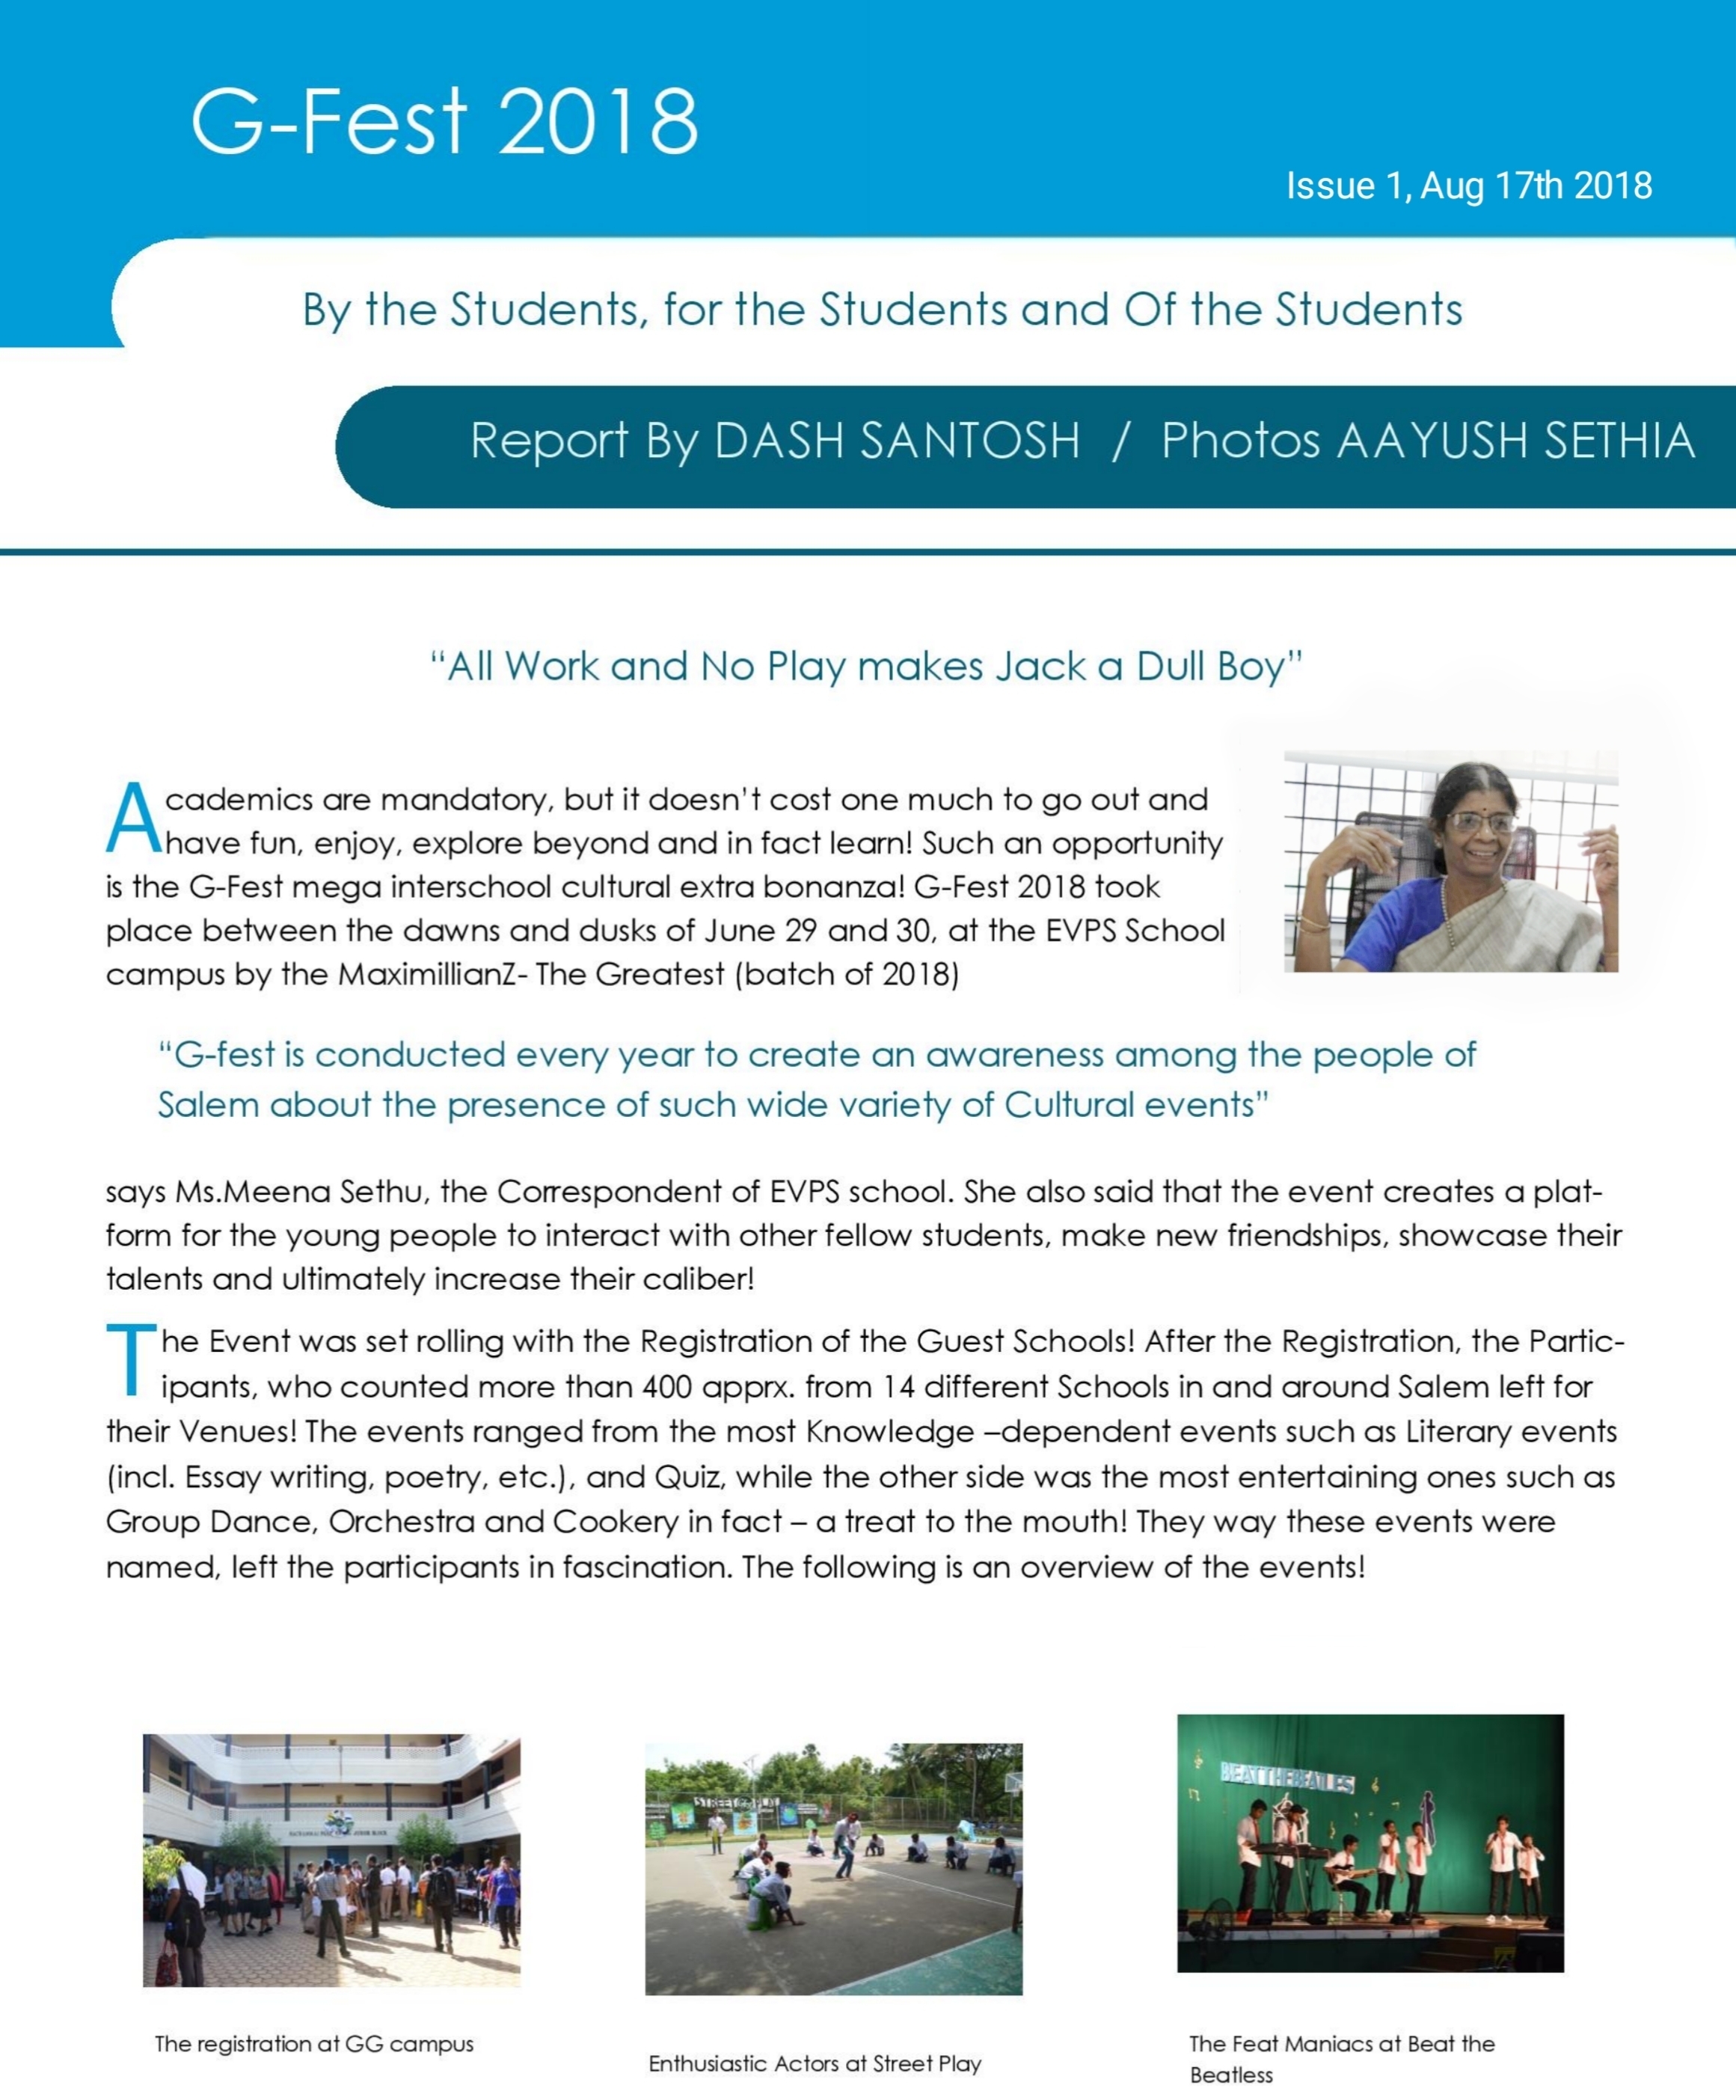 G-Fest 2018
Issue 1, Aug 17th 2018
By the Students, for the Students and Of the Students
Report By DASH SANTOSH / Photos AAYUSH SETHIA
“All Work and No Play makes Jack a Dull Boy”
Academics are mandatory, but it doesn't cost one much to go out and
have fun, enjoy, explore beyond and in fact learn! Such an opportunity
is the G-Fest mega interschool cultural extra bonanza! G-Fest 2018 took
place between the dawns and dusks of June 29 and 30, at the EVPS School
campus by the MaximillianZ- The Greatest (batch of 2018)
“G-fest is conducted every year to create an awareness among the people of
Salem about the presence of such wide variety of Cultural events”
says Ms.Meena Sethu, the Correspondent of EVPS school. She also said that the event creates a plat-
form for the young people to interact with other fellow students, make new friendships, showcase their
talents and ultimately increase their caliber!
The Event was set rolling with the Registration of the Guest Schools! After the Registration, the Partic-
ipants, who counted more than 400 apprx. from 14 different Schools in and around Salem left for
their Venues! The events ranged from the most Knowledge –dependent events such as Literary events
(incl. Essay writing, poetry, etc.), and Quiz, while the other side was the most entertaining ones such as
Group Dance, Orchestra and Cookery in fact – a treat to the mouth! They way these events were
named, left the participants in fascination. The following is an overview of the events!
STREET PLAY
BEAT THE BEATLES
The registration at GG campus
Enthusiastic Actors at Street Play
The Feat Maniacs at Beat the
Beatless